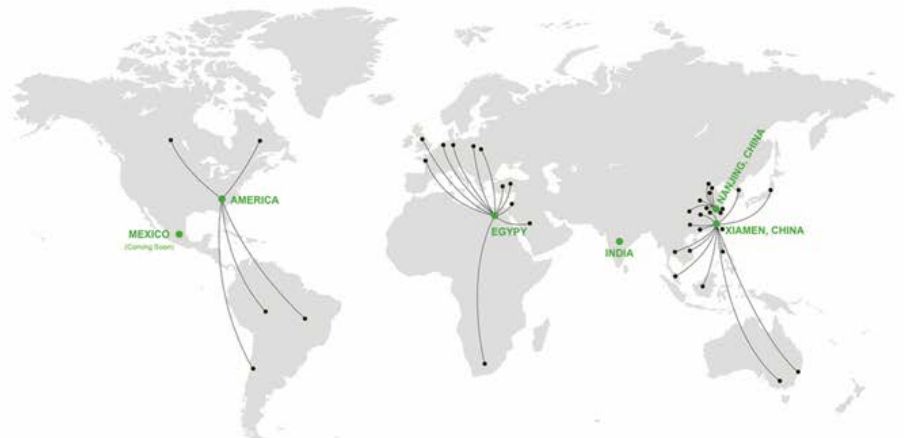 NANJING, CHINA
AMERICA
EGYPY
XIAMEN, CHINA
MEXICO
(Coming Soon)
INDIA